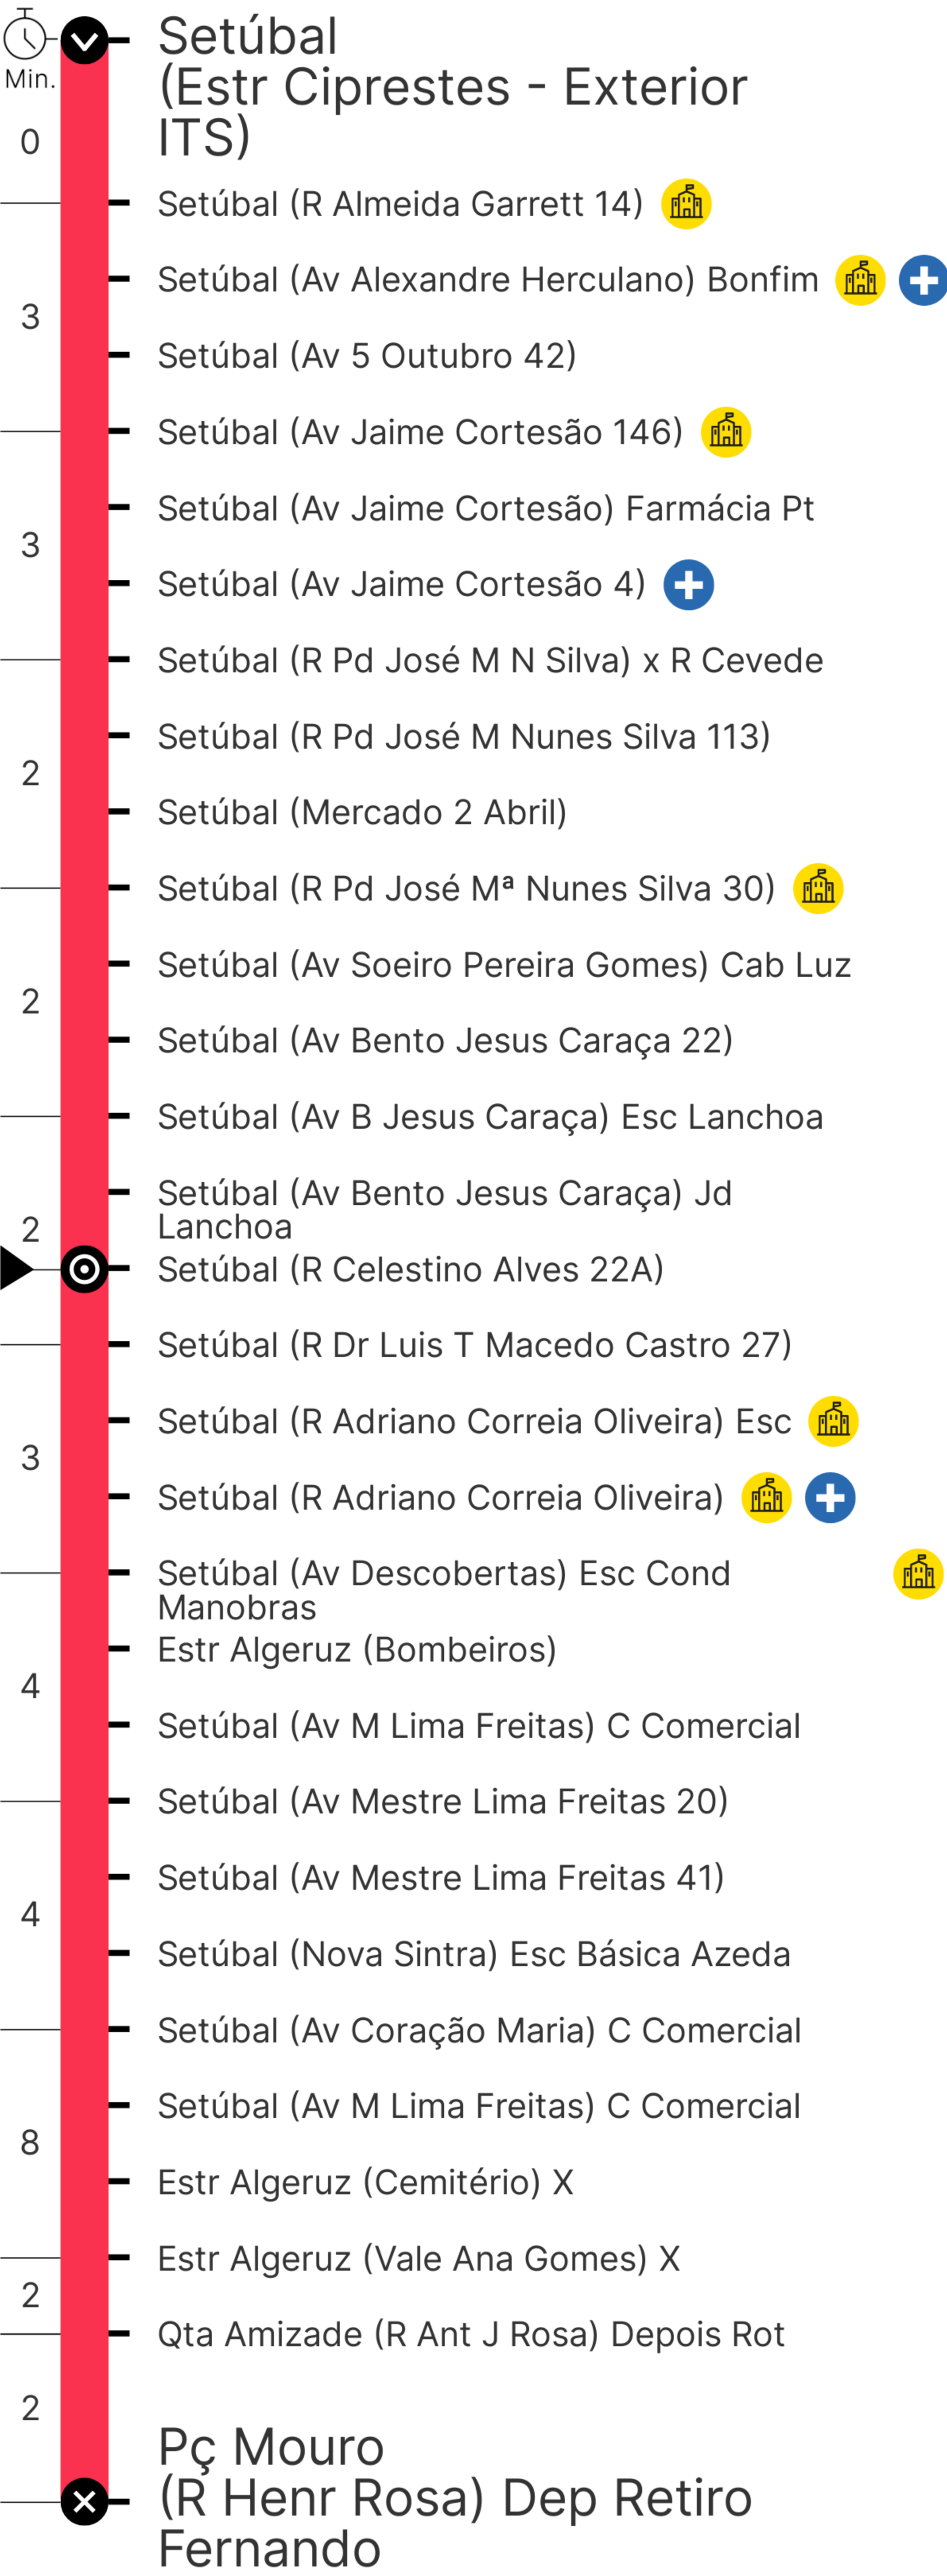 Min.
Setúbal
(Estr Ciprestes - Exterior
ITS)
0
Setúbal (R Almeida Garrett 14)
Setúbal (Av Alexandre Herculano) Bonfim
3
Setúbal (Av 5 Outubro 42)
Setúbal (Av Jaime Cortesão 146)
Setúbal (Av Jaime Cortesão) Farmácia Pt
3
Setúbal (Av Jaime Cortesão 4)
Setúbal (R Pd José M N Silva) x R Cevede
Setúbal (R Pd José M Nunes Silva 113)
2
Setúbal (Mercado 2 Abril)
Setúbal (R Pd José Mª Nunes Silva 30)
Setúbal (Av Soeiro Pereira Gomes) Cab Luz
2
Setúbal (Av Bento Jesus Caraça 22)
Setúbal (Av B Jesus Caraça) Esc Lanchoa
Setúbal (Av Bento Jesus Caraça) Jd
Lanchoa
2
Setúbal (R Celestino Alves 22A)
Setúbal (R Dr Luis T Macedo Castro 27)
Setúbal (R Adriano Correia Oliveira) Esc
3
Setúbal (R Adriano Correia Oliveira)
Setúbal (Av Descobertas) Esc Cond
Manobras
Estr Algeruz (Bombeiros)
4
Setúbal (Av M Lima Freitas) C Comercial
Setúbal (Av Mestre Lima Freitas 20)
Setúbal (Av Mestre Lima Freitas 41)
4
Setúbal (Nova Sintra) Esc Básica Azeda
Setúbal (Av Coração Maria) C Comercial
Setúbal (Av M Lima Freitas) C Comercial
8
Estr Algeruz (Cemitério) X
Estr Algeruz (Vale Ana Gomes) X
2
Qta Amizade (R Ant J Rosa) Depois Rot
2
Pç Mouro
(R Henr Rosa) Dep Retiro
Fernando